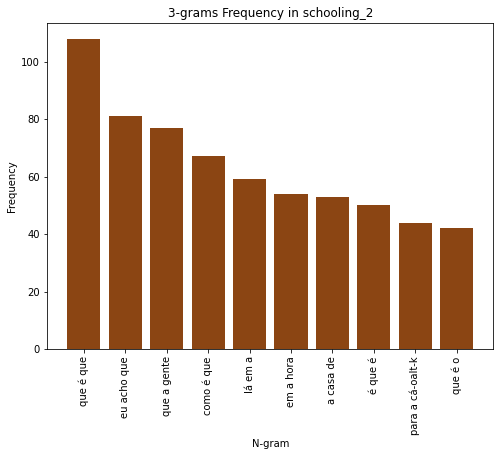 3-grams Frequency in schooling_2
Frequency
100
80
60
40
20
0
que é que
eu acho que
que a gente
como é que
lá em a
em a hora
a casa de
é que é
para a cá-oalt-k
que é o
N-gram